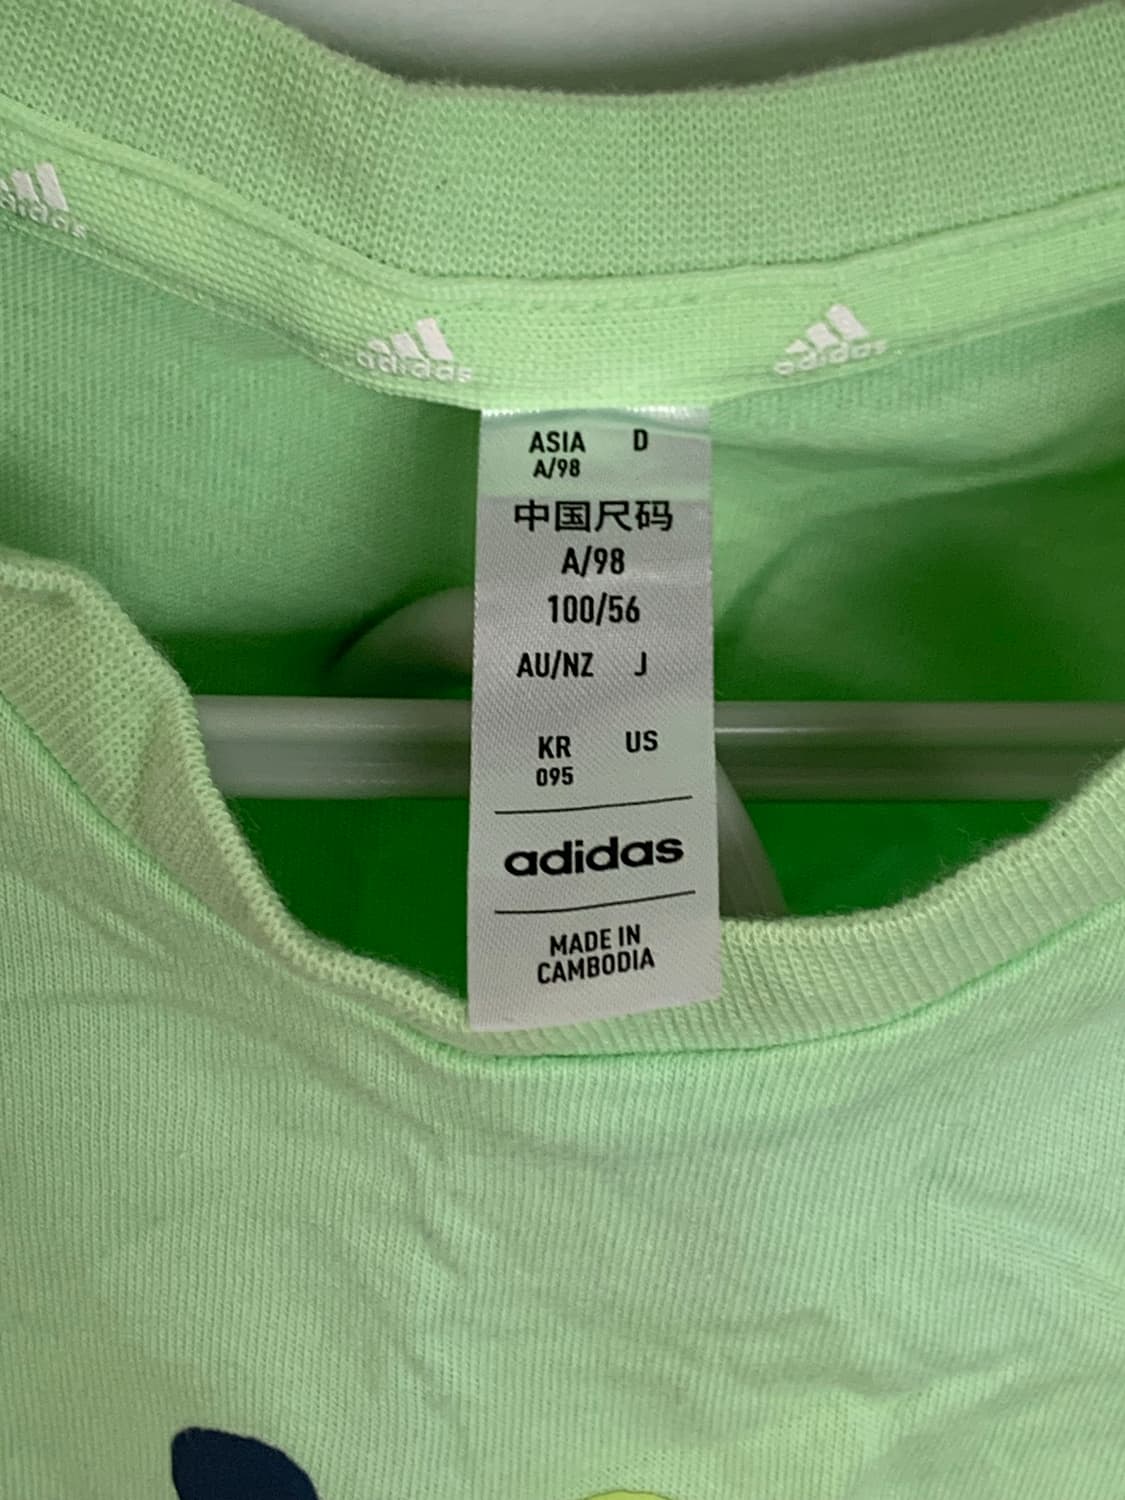 adidas
adidas
adidas
ASIA D
A/98
中国尺码
A/98
100/56
AU/NZ J
KR US
095
adidas
MADE IN
CAMBODIA